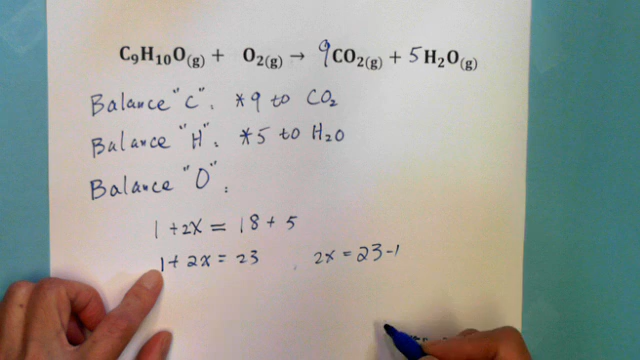 C₉H₁₀O(g) + O₂(g) → 9CO₂(g) + 5H₂O(g)
Balance "C": *9 to CO₂
Balance "H": *5 to H₂O
Balance "O":
1 + 2x = 18 + 5
1 + 2x = 23 2x = 23-1